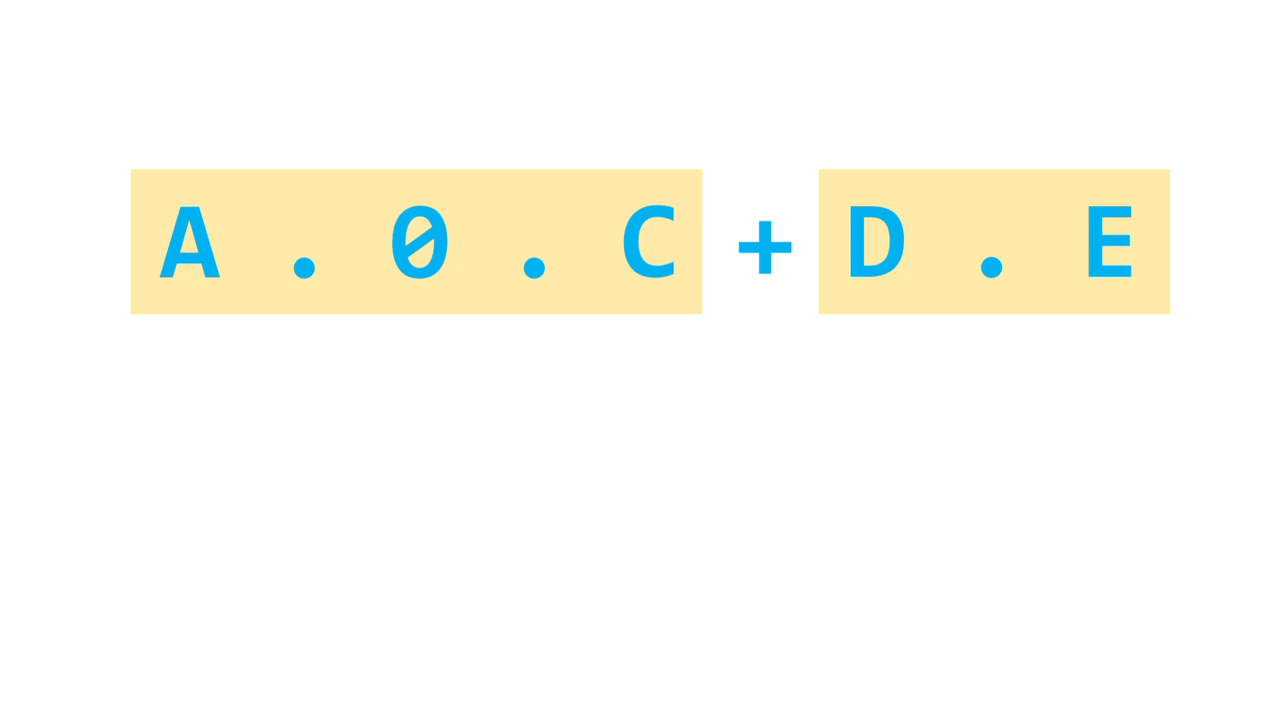 A . 0 . C + D . E